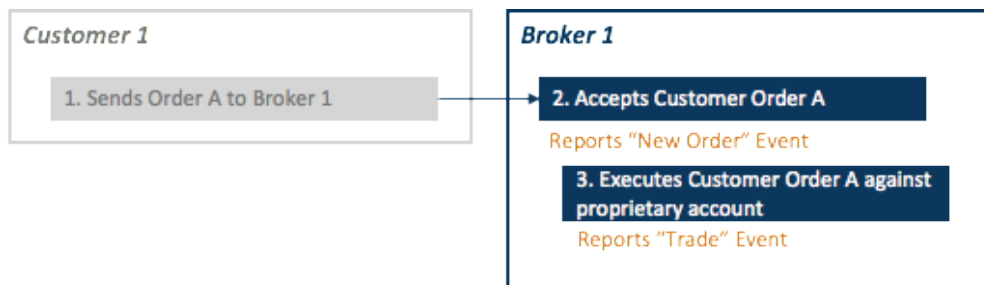 Customer 1
1. Sends Order A to Broker 1
Broker 1
2. Accepts Customer Order A
Reports “New Order” Event
3. Executes Customer Order A against
proprietary account
Reports “Trade” Event